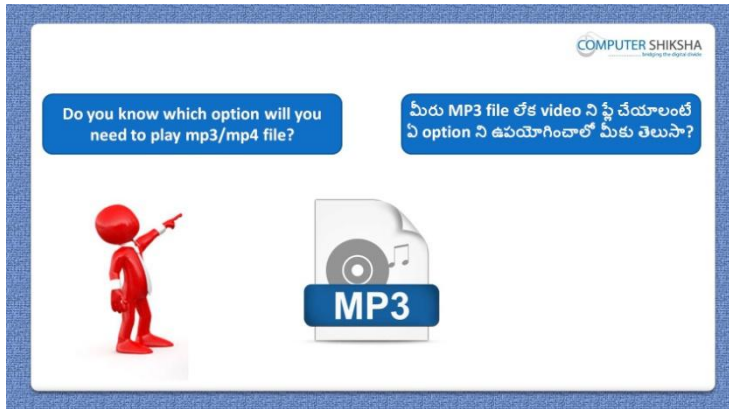 COMPUTER SHIKSHA
bridging the digital divide
Do you know which option will you
need to play mp3/mp4 file?
మీరు MP3 file లేక video ని ప్లే చేయాలంటే
ఏ option ని ఉపయోగించాలో మీకు తెలుసా?
MP3